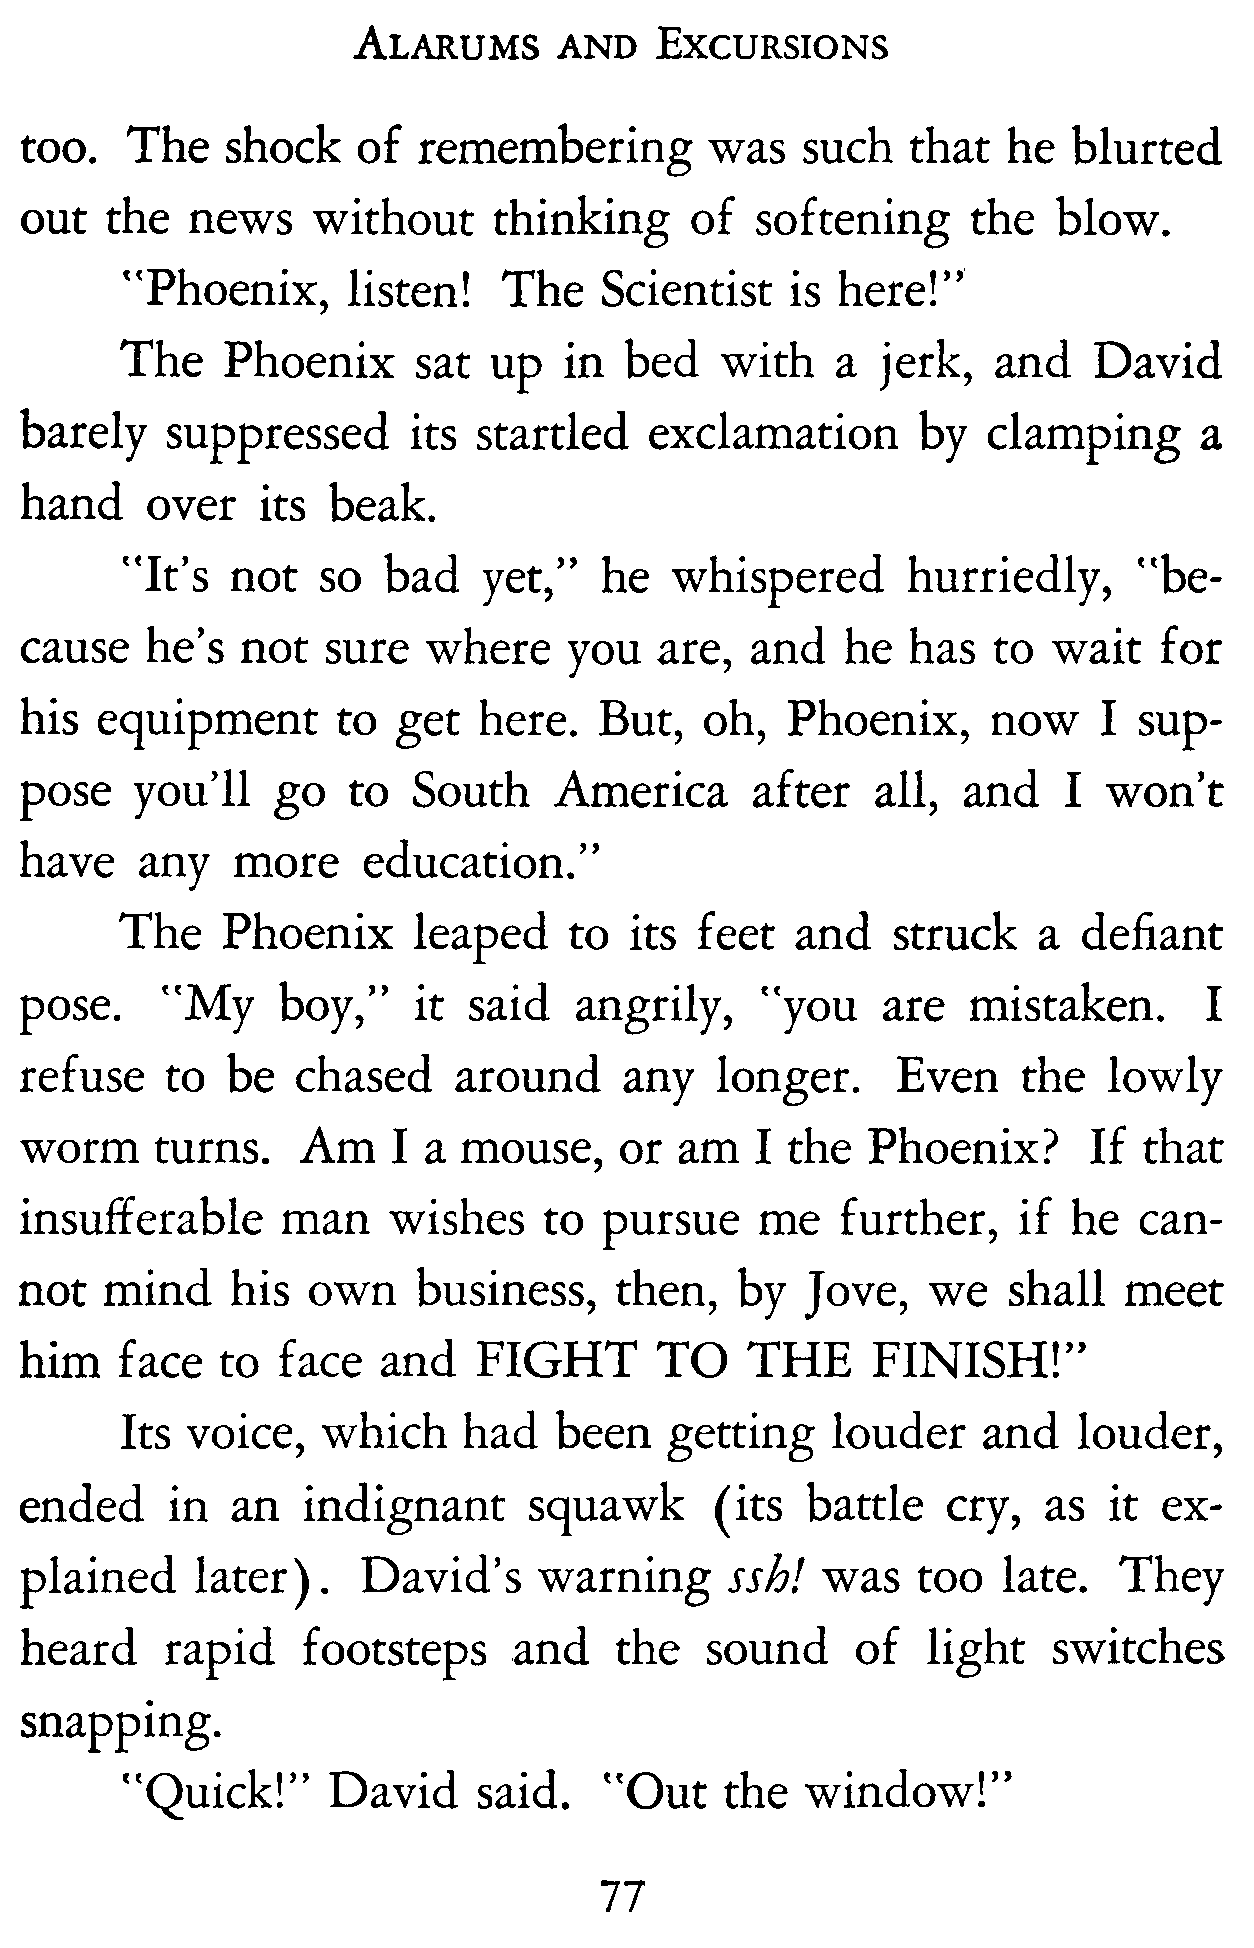 ALARUMS AND EXCURSIONS
too. The shock of remembering was such that he blurted
out the news without thinking of softening the blow.
"Phoenix, listen! The Scientist is here!"
The Phoenix sat up in bed with a jerk, and David
barely suppressed its startled exclamation by clamping a
hand over its beak.
"It's not so bad yet," he whispered hurriedly, "be-
cause he's not sure where you are, and he has to wait for
his equipment to get here. But, oh, Phoenix, now I sup-
pose you'll go to South America after all, and I won't
have any more education."
The Phoenix leaped to its feet and struck a defiant
pose. "My boy," it said angrily, "you are mistaken. I
refuse to be chased around any longer. Even the lowly
worm turns. Am I a mouse, or am I the Phoenix? If that
insufferable man wishes to pursue me further, if he can-
not mind his own business, then, by Jove, we shall meet
him face to face and FIGHT TO THE FINISH!"
Its voice, which had been getting louder and louder,
ended in an indignant squawk (its battle cry, as it ex-
plained later). David's warning ssh! was too late. They
heard rapid footsteps and the sound of light switches
snapping.
"Quick!" David said. "Out the window!"
77